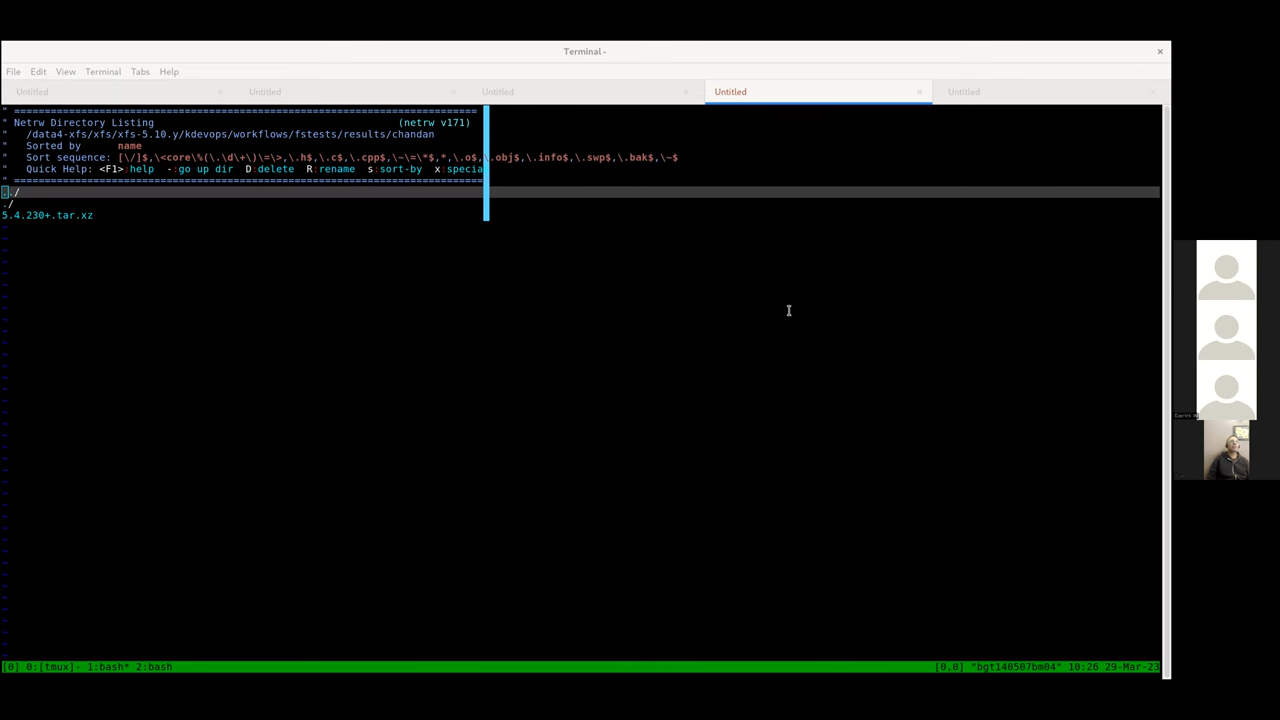 Terminal -
File Edit View Terminal Tabs Help
Untitled Untitled Untitled Untitled Untitled
" ============================================================================
" Netrw Directory Listing (netrw v171)
" /data4-xfs/xfs/xfs-5.10.y/kdevops/workflows/fstests/results/chandan
" Sorted by name
" Sort sequence: [\/]$,\<core\%(\.\d\+\)\=\>,\.h$,\.c$,\.cpp$,\~\=\*$,*,\.o$,\.obj$,\.info$,\.swp$,\.bak$,\~$
" Quick Help: <F1>:help -:go up dir D:delete R:rename s:sort-by x:specia
" ==============================================================================
../
./
5.4.230+.tar.xz
[0] 0:[tmux]- 1:bash* 2:bash [0,0] "bgt140507bm04" 10:26 29-Mar-23